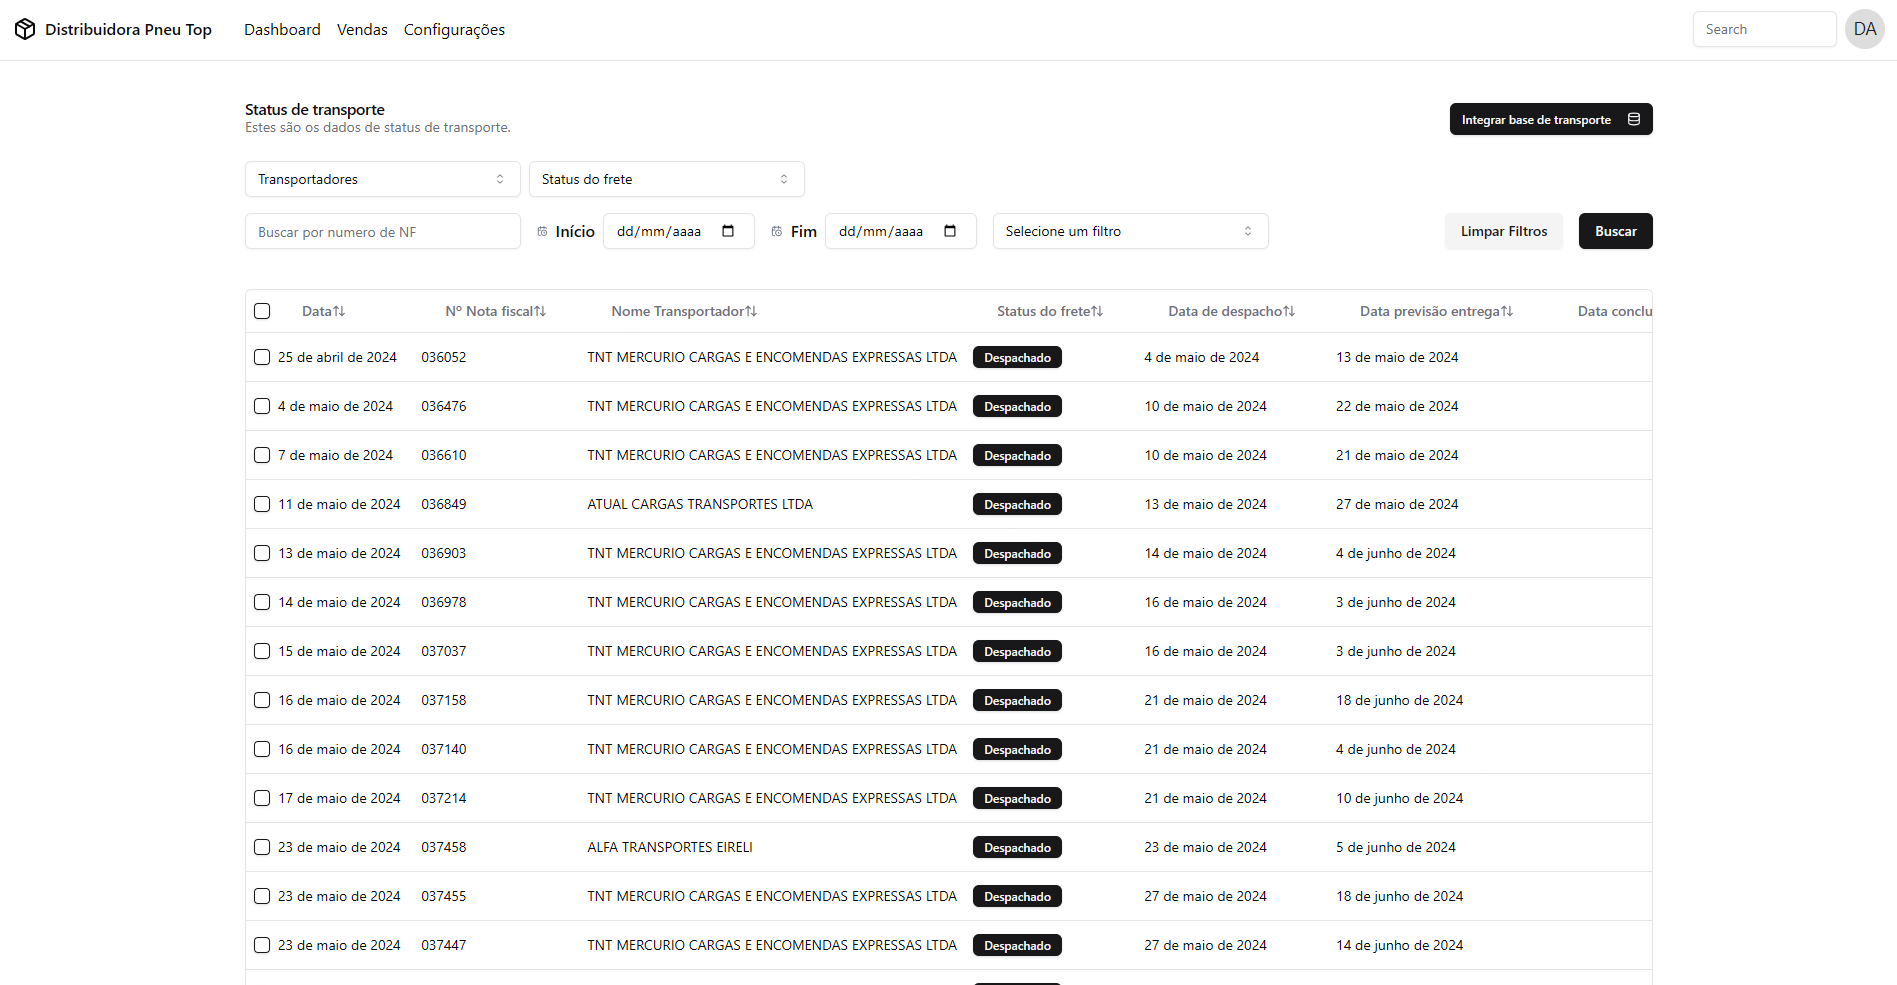 Distribuidora Pneu Top Dashboard Vendas Configurações Search DA
Status de transporte
Estes são os dados de status de transporte.
Integrar base de transporte
Transportadores Status do frete
Buscar por numero de NF Início dd/mm/aaaa Fim dd/mm/aaaa Selecione um filtro Limpar Filtros Buscar
Data Nº Nota fiscal Nome Transportador Status do frete Data de despacho Data previsão entrega Data conclu
25 de abril de 2024 036052 TNT MERCURIO CARGAS E ENCOMENDAS EXPRESSAS LTDA Despachado 4 de maio de 2024 13 de maio de 2024
4 de maio de 2024 036476 TNT MERCURIO CARGAS E ENCOMENDAS EXPRESSAS LTDA Despachado 10 de maio de 2024 22 de maio de 2024
7 de maio de 2024 036610 TNT MERCURIO CARGAS E ENCOMENDAS EXPRESSAS LTDA Despachado 10 de maio de 2024 21 de maio de 2024
11 de maio de 2024 036849 ATUAL CARGAS TRANSPORTES LTDA Despachado 13 de maio de 2024 27 de maio de 2024
13 de maio de 2024 036903 TNT MERCURIO CARGAS E ENCOMENDAS EXPRESSAS LTDA Despachado 14 de maio de 2024 4 de junho de 2024
14 de maio de 2024 036978 TNT MERCURIO CARGAS E ENCOMENDAS EXPRESSAS LTDA Despachado 16 de maio de 2024 3 de junho de 2024
15 de maio de 2024 037037 TNT MERCURIO CARGAS E ENCOMENDAS EXPRESSAS LTDA Despachado 16 de maio de 2024 3 de junho de 2024
16 de maio de 2024 037158 TNT MERCURIO CARGAS E ENCOMENDAS EXPRESSAS LTDA Despachado 21 de maio de 2024 18 de junho de 2024
16 de maio de 2024 037140 TNT MERCURIO CARGAS E ENCOMENDAS EXPRESSAS LTDA Despachado 21 de maio de 2024 4 de junho de 2024
17 de maio de 2024 037214 TNT MERCURIO CARGAS E ENCOMENDAS EXPRESSAS LTDA Despachado 21 de maio de 2024 10 de junho de 2024
23 de maio de 2024 037458 ALFA TRANSPORTES EIRELI Despachado 23 de maio de 2024 5 de junho de 2024
23 de maio de 2024 037455 TNT MERCURIO CARGAS E ENCOMENDAS EXPRESSAS LTDA Despachado 27 de maio de 2024 18 de junho de 2024
23 de maio de 2024 037447 TNT MERCURIO CARGAS E ENCOMENDAS EXPRESSAS LTDA Despachado 27 de maio de 2024 14 de junho de 2024